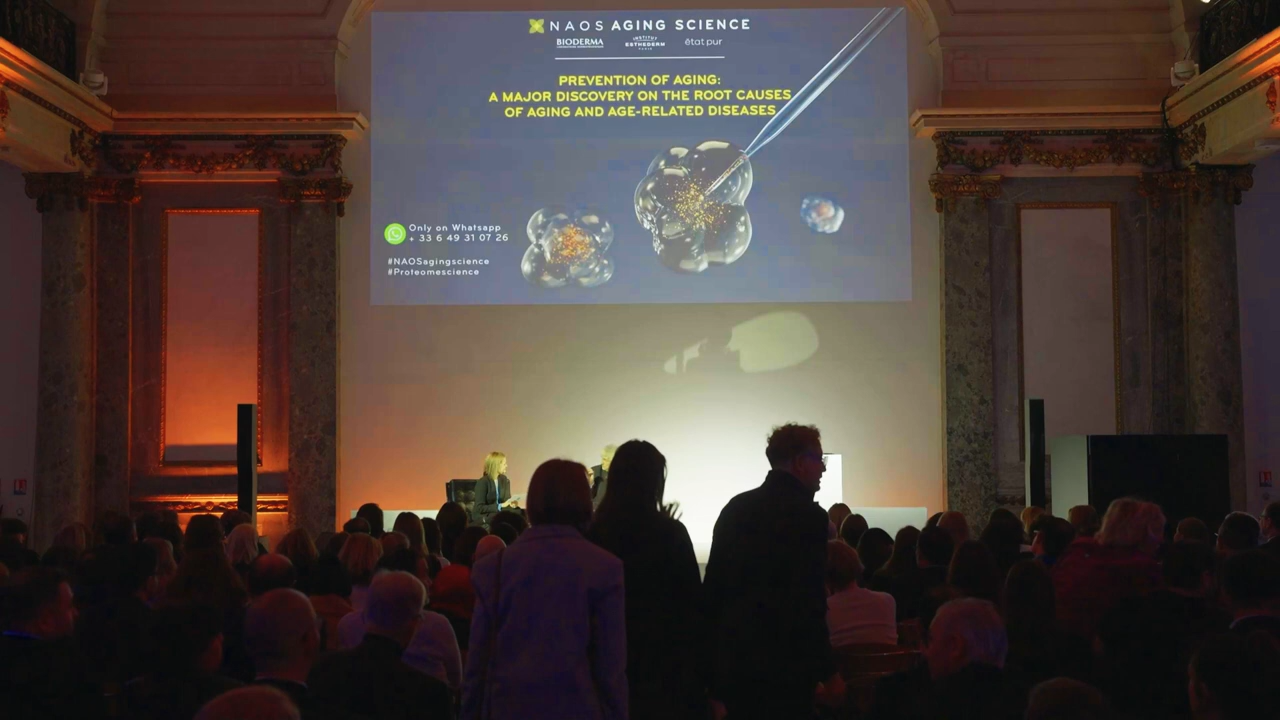 NAOS AGING SCIENCE
BIODERMA
INSTITUT
ESTHEDERM
PARIS
état pur
PREVENTION OF AGING:
A MAJOR DISCOVERY ON THE ROOT CAUSES
OF AGING AND AGE-RELATED DISEASES
Only on Whatsapp
+ 33 6 49 31 07 26
#NAOSagingscience
#Proteomescience